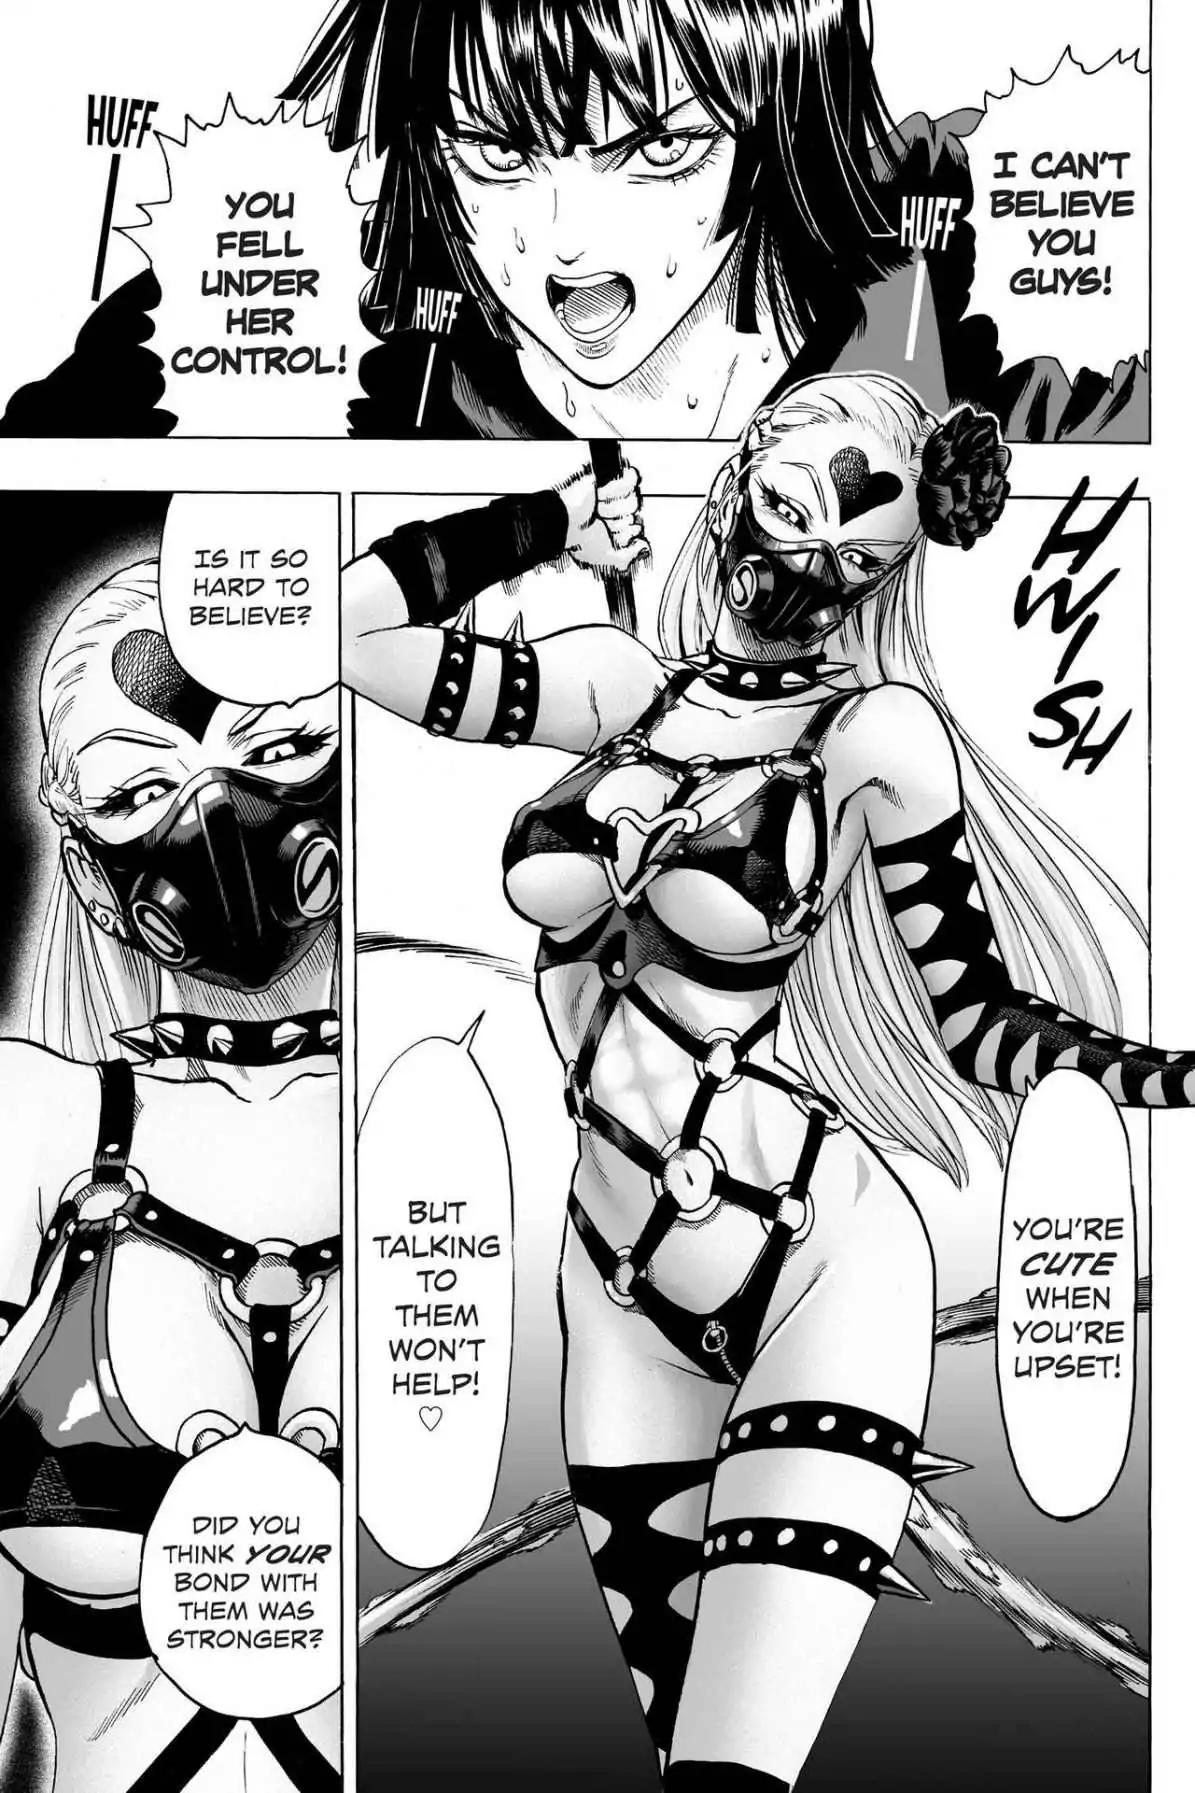 I CAN'T
BELIEVE
YOU
GUYS!
HUFF
HUFF
YOU
FELL
UNDER
HER
CONTROL!
HUFF
HWISH
YOU'RE
CUTE
WHEN
YOU'RE
UPSET!
BUT
TALKING
TO
THEM
WON'T
HELP!
♡
IS IT SO
HARD TO
BELIEVE?
DID YOU
THINK YOUR
BOND WITH
THEM WAS
STRONGER?